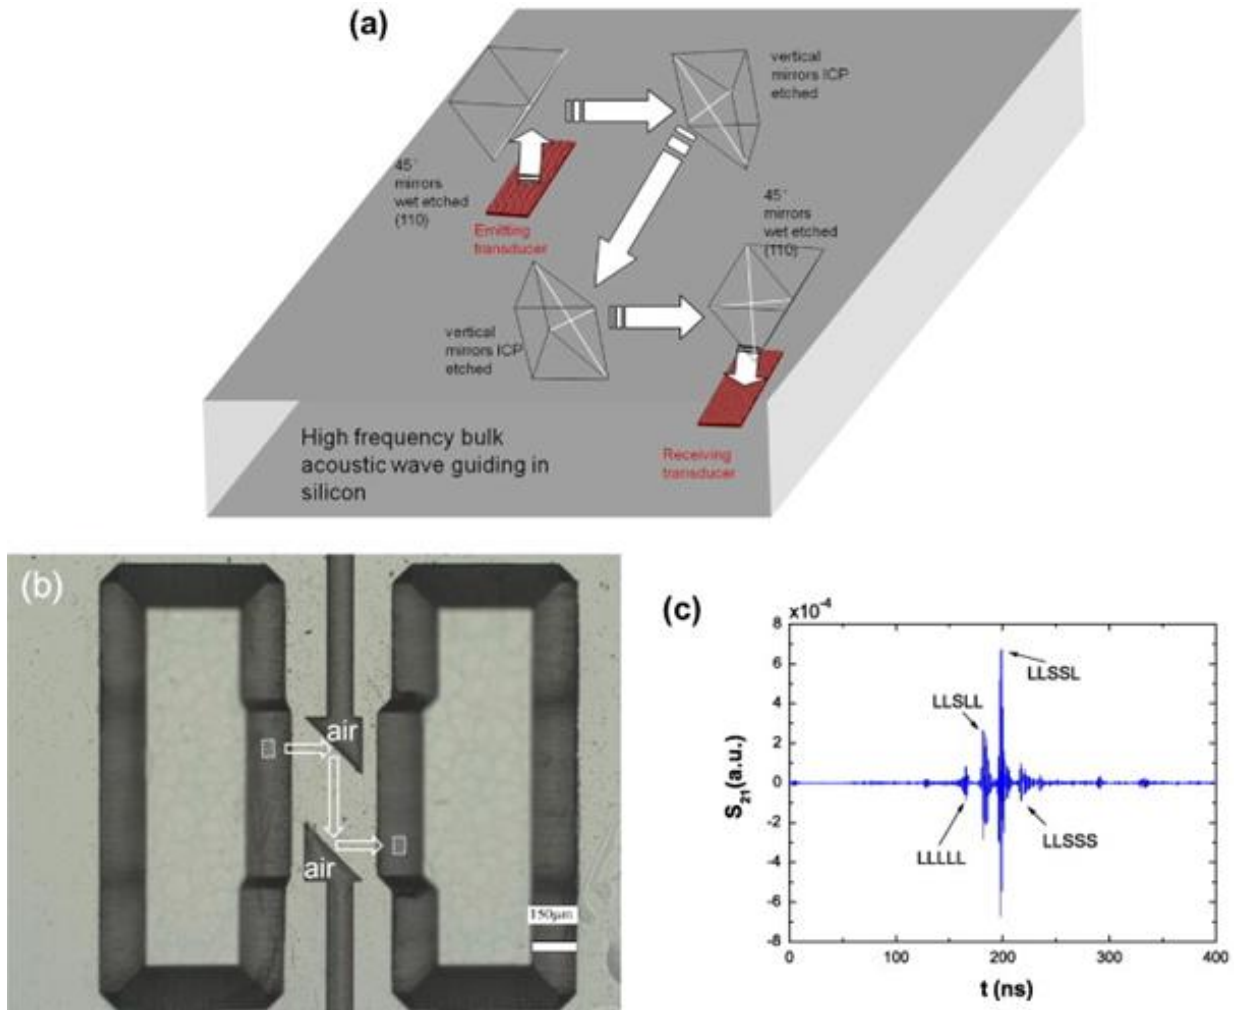 (a)
vertical
mirrors ICP
etched
45°
mirrors
wet etched
(110)
Emitting
transducer
45°
mirrors
wet etched
(110)
vertical
mirrors ICP
etched
High frequency bulk
acoustic wave guiding in
silicon
Receiving
transducer
(b)
air
air
150μm
(c)
x10⁻⁴
8
6
4
2
0
-2
-4
-6
-8
S₂₁(a.u.)
LLSSL
LLSLL
LLLLL
LLSSS
0
100
200
300
400
t (ns)